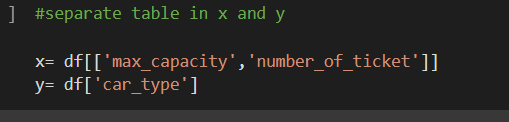 ] #separate table in x and y
x= df[['max_capacity','number_of_ticket']]
y= df['car_type']